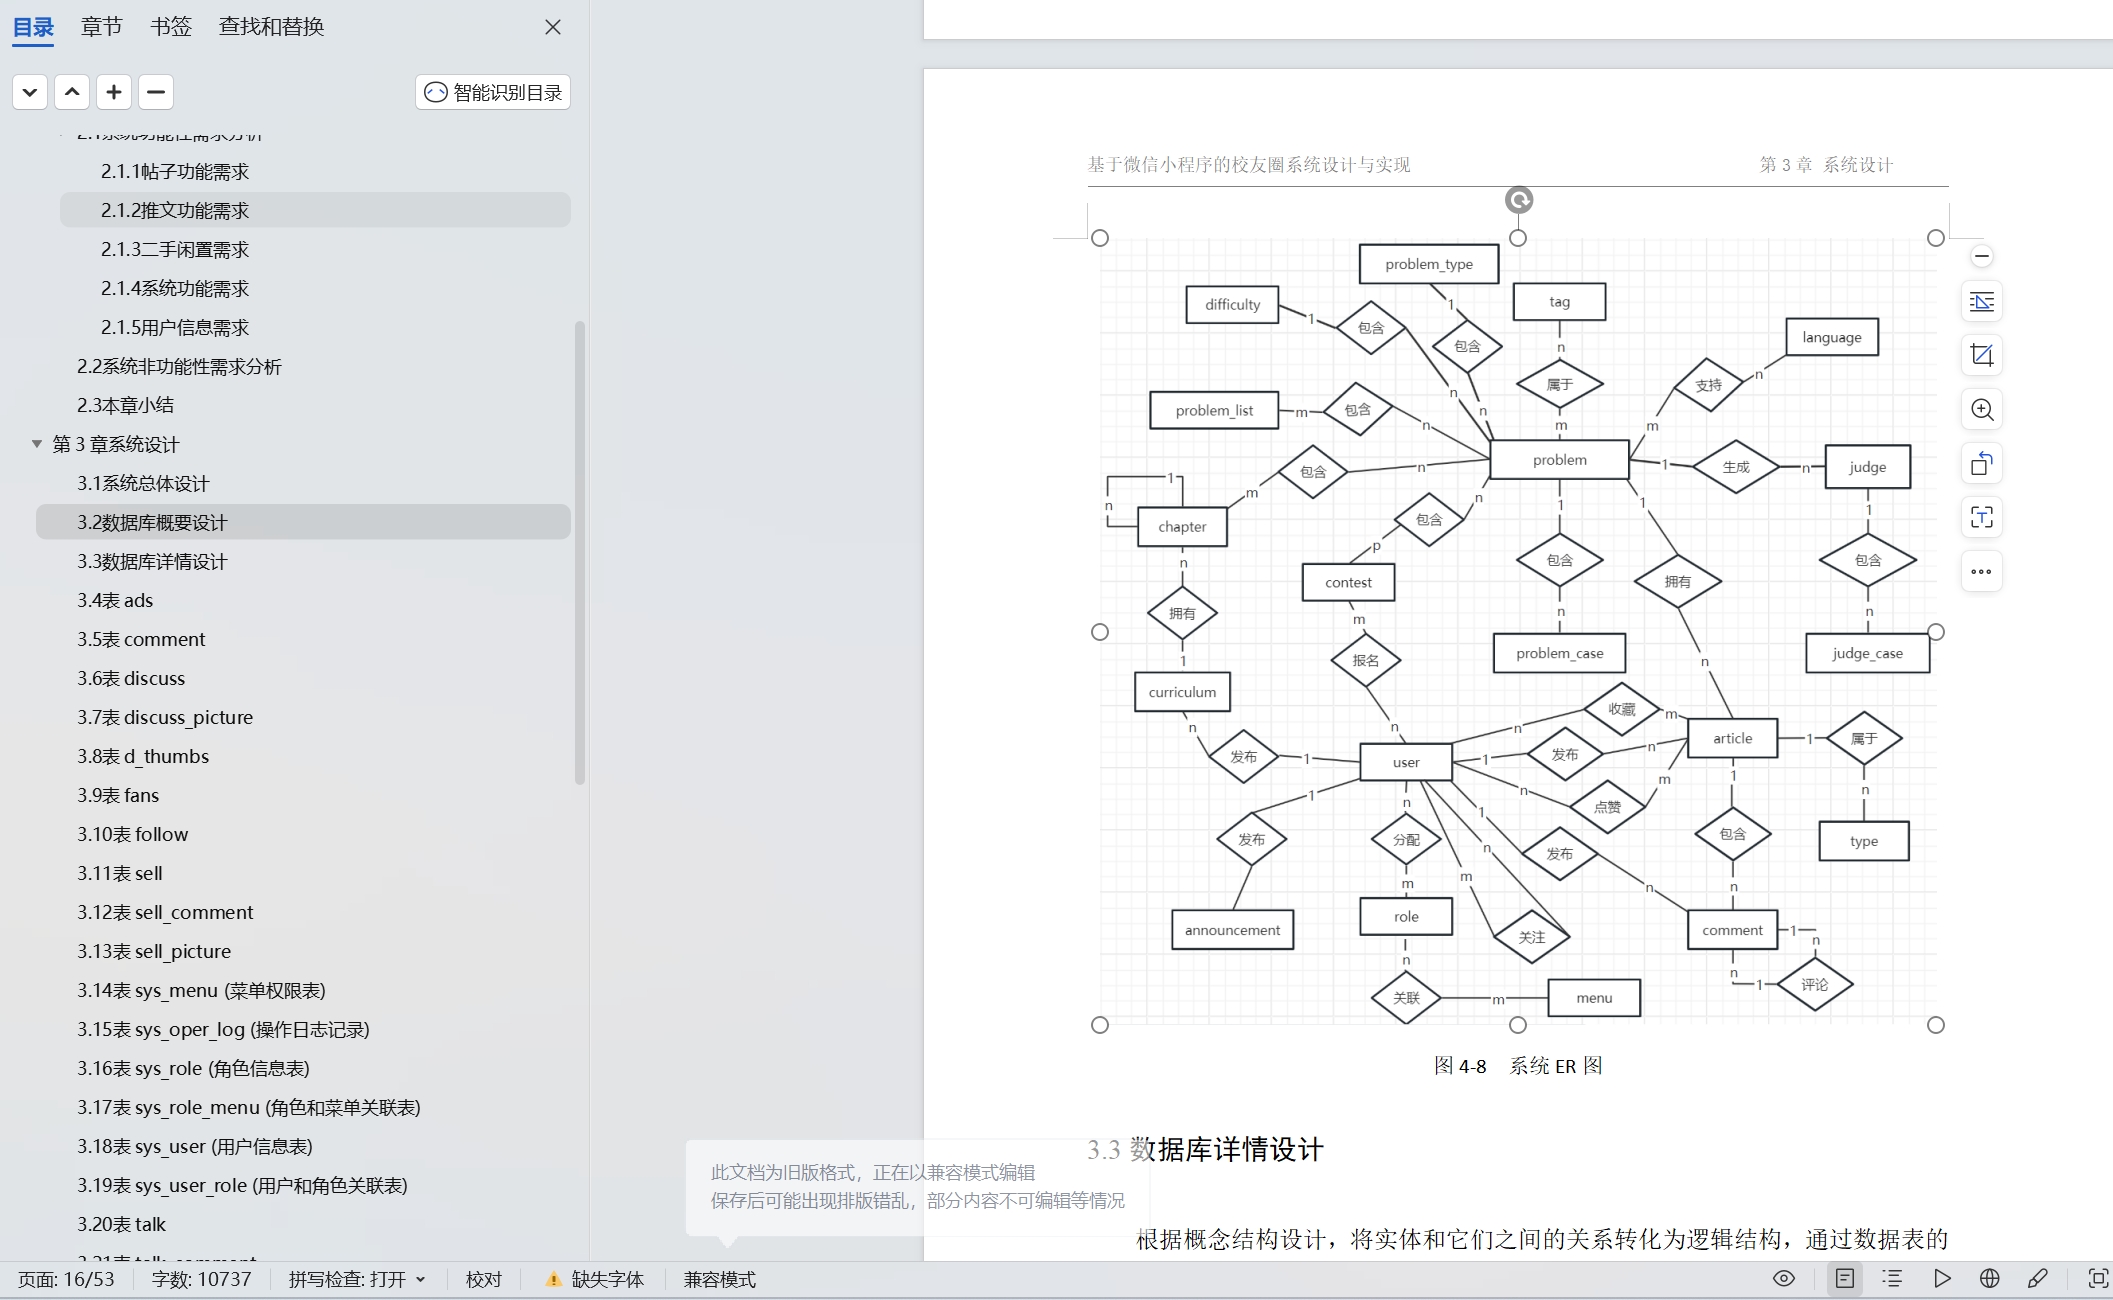 目录 章节 书签 查找和替换
智能识别目录
2.1系统功能性需求分析
2.1.1帖子功能需求
2.1.2推文功能需求
2.1.3二手闲置需求
2.1.4系统功能需求
2.1.5用户信息需求
2.2系统非功能性需求分析
2.3本章小结
第 3 章系统设计
3.1系统总体设计
3.2数据库概要设计
3.3数据库详情设计
3.4表 ads
3.5表 comment
3.6表 discuss
3.7表 discuss_picture
3.8表 d_thumbs
3.9表 fans
3.10表 follow
3.11表 sell
3.12表 sell_comment
3.13表 sell_picture
3.14表 sys_menu (菜单权限表)
3.15表 sys_oper_log (操作日志记录)
3.16表 sys_role (角色信息表)
3.17表 sys_role_menu (角色和菜单关联表)
3.18表 sys_user (用户信息表)
3.19表 sys_user_role (用户和角色关联表)
3.20表 talk
3.21表 talk_comment
基于微信小程序的校友圈系统设计与实现 第 3 章 系统设计
problem_type
difficulty
tag
language
1
1
包含
包含
n
属于
支持
n
problem_list
m
包含
n
n
n
m
m
problem
1
生成
n
judge
包含
n
m
1
n
chapter
包含
n
p
1
1
1
n
contest
包含
拥有
包含
拥有
m
n
n
1
报名
problem_case
n
judge_case
curriculum
n
n
收藏
m
n
发布
1
user
1
发布
n
article
1
属于
n
点赞
m
1
n
1
n
1
发布
分配
n
发布
包含
type
m
m
n
n
announcement
role
关注
comment
1
n
n
n
1
评论
关联
m
menu
图 4-8 系统 ER 图
3.3 数据库详情设计
此文档为旧版格式，正在以兼容模式编辑
保存后可能出现排版错乱，部分内容不可编辑等情况
根据概念结构设计，将实体和它们之间的关系转化为逻辑结构，通过数据表的
页面: 16/53 字数: 10737 拼写检查: 打开 校对 缺失字体 兼容模式